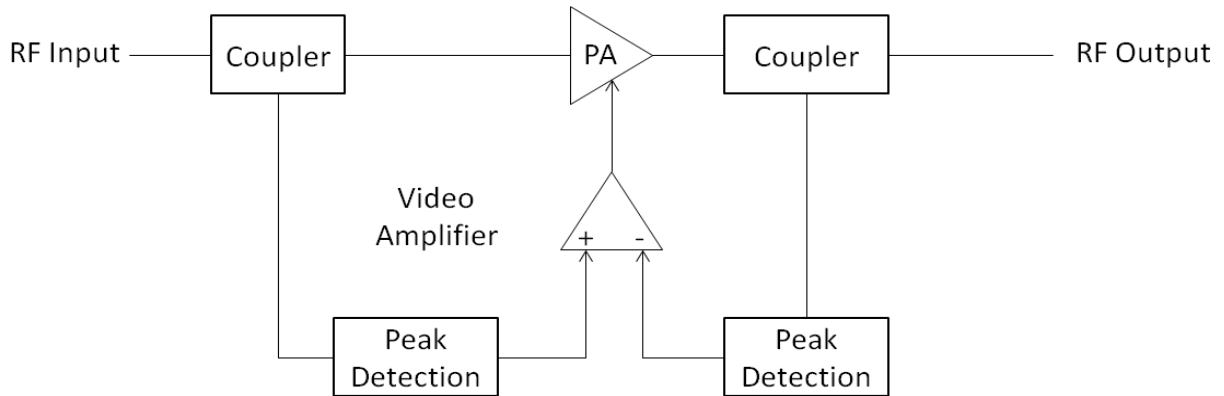 RF Input
Coupler
PA
Coupler
RF Output
Video
Amplifier
+ -
Peak
Detection
Peak
Detection